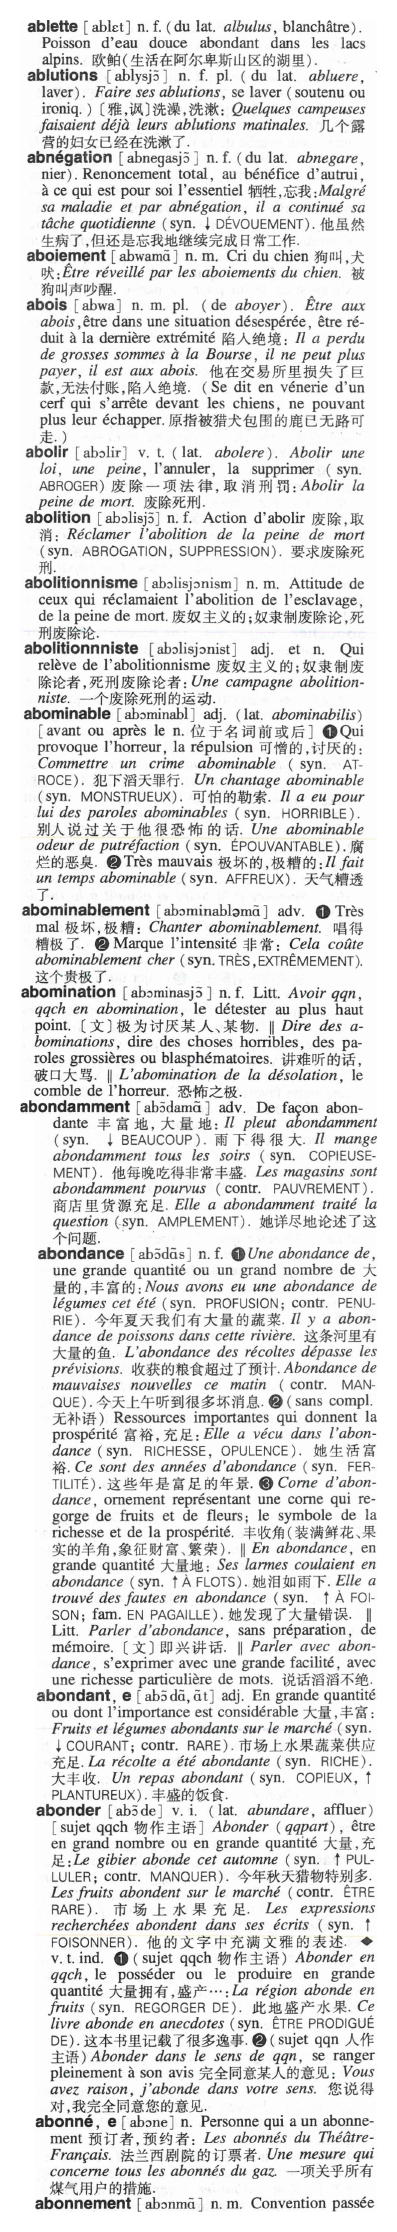 ablette [ablɛt] n. f. (du lat. albulus, blanchâtre).
Poisson d'eau douce abondant dans les lacs
alpins. 欧鲌(生活在阿尔卑斯山区的湖里).
ablutions [ablysjɔ̃] n. f. pl. (du lat. abluere,
laver). Faire ses ablutions, se laver (soutenu ou
ironiq.) [雅,讽]洗澡,洗漱: Quelques campeuses
faisaient déjà leurs ablutions matinales. 几个露
营的妇女已经在洗漱了.
abnégation [abnegasjɔ̃] n. f. (du lat. abnegare,
nier). Renoncement total, au bénéfice d'autrui,
à ce qui est pour soi l'essentiel 牺牲,忘我:Malgré
sa maladie et par abnégation, il a continué sa
tâche quotidienne (syn. ↓ DÉVOUEMENT). 他虽然
生病了,但还是忘我地继续完成日常工作.
aboiement [abwamɑ̃] n. m. Cri du chien 狗叫,犬
吠:Être réveillé par les aboiements du chien. 被
狗叫声吵醒.
abois [abwa] n. m. pl. (de aboyer). Être aux
abois,être dans une situation désespérée, être ré-
duit à la dernière extrémité 陷入绝境: Il a perdu
de grosses sommes à la Bourse, il ne peut plus
payer, il est aux abois. 他在交易所里损失了巨
款,无法付账,陷入绝境. (Se dit en vénerie d'un
cerf qui s'arrête devant les chiens, ne pouvant
plus leur échapper. 原指被猎犬包围的鹿已无路可
走.)
abolir [abɔlir] v. t. (lat. abolere). Abolir une
loi, une peine, l'annuler, la supprimer (syn.
ABROGER) 废除一项法律,取消刑罚:Abolir la
peine de mort. 废除死刑.
abolition [abɔlisjɔ̃] n. f. Action d'abolir 废除,取
消: Réclamer l'abolition de la peine de mort
(syn. ABROGATION, SUPPRESSION). 要求废除死
刑.
abolitionnisme [abɔlisjɔnism] n. m. Attitude de
ceux qui réclamaient l'abolition de l'esclavage,
de la peine de mort. 废奴主义的;奴隶制废除论,死
刑废除论.
abolitionnniste [abɔlisjɔnist] adj. et n. Qui
relève de l'abolitionnisme 废奴主义的;奴隶制废
除论者,死刑废除论者: Une campagne abolition-
niste. 一个废除死刑的运动.
abominable [abɔminabl] adj. (lat. abominabilis)
[avant ou après le n. 位于名词前或后] ❶Qui
provoque l'horreur, la répulsion 可憎的,讨厌的:
Commettre un crime abominable (syn. AT-
ROCE). 犯下滔天罪行. Un chantage abominable
(syn. MONSTRUEUX). 可怕的勒索. Il a eu pour
lui des paroles abominables (syn. HORRIBLE).
别人说过关于他很恐怖的话. Une abominable
odeur de putréfaction (syn. ÉPOUVANTABLE). 腐
烂的恶臭. ❷Très mauvais 极坏的,极糟的:Il fait
un temps abominable (syn. AFFREUX). 天气糟透
了.
abominablement [abɔminabləmɑ̃] adv. ❶ Très
mal 极坏,极糟: Chanter abominablement. 唱得
糟极了. ❷ Marque l'intensité 非常: Cela coûte
abominablement cher (syn. TRÈS, EXTRÊMEMENT).
这个贵极了.
abomination [abɔminasjɔ̃] n. f. Litt. Avoir qqn,
qqch en abomination, le détester au plus haut
point. [文]极为讨厌某人、某物. ‖ Dire des a-
bominations, dire des choses horribles, des pa-
roles grossières ou blasphématoires. 讲难听的话,
破口大骂. ‖ L'abomination de la désolation, le
comble de l'horreur. 恐怖之极.
abondamment [abɔ̃damɑ̃] adv. De façon abon-
dante 丰富地,大量地: Il pleut abondamment
(syn. ↓ BEAUCOUP). 雨下得很大. Il mange
abondamment tous les soirs (syn. COPIEUSE-
MENT). 他每晚吃得非常丰盛. Les magasins sont
abondamment pourvus (contr. PAUVREMENT).
商店里货源充足. Elle a abondamment traité la
question (syn. AMPLEMENT). 她详尽地论述了这
个问题.
abondance [abɔ̃dɑ̃s] n. f. ❶Une abondance de,
une grande quantité ou un grand nombre de 大
量的,丰富的:Nous avons eu une abondance de
légumes cet été (syn. PROFUSION; contr. PENU-
RIE). 今年夏天我们有大量的蔬菜. Il y a abon-
dance de poissons dans cette rivière. 这条河里有
大量的鱼. L'abondance des récoltes dépasse les
prévisions. 收获的粮食超过了预计. Abondance de
mauvaises nouvelles ce matin (contr. MAN-
QUE). 今天上午听到很多坏消息. ❷(sans compl.
无补语) Ressources importantes qui donnent la
prospérité 富裕,充足: Elle a vécu dans l'abon-
dance (syn. RICHESSE, OPULENCE). 她生活富
裕. Ce sont des années d'abondance (syn. FER-
TILITÉ). 这些年是富足的年景. ❸ Corne d'abon-
dance, ornement représentant une corne qui re-
gorge de fruits et de fleurs; le symbole de la
richesse et de la prospérité. 丰收角(装满鲜花、果
实的羊角,象征财富、繁荣). ‖ En abondance, en
grande quantité 大量地: Ses larmes coulaient en
abondance (syn. ↑À FLOTS). 她泪如雨下. Elle a
trouvé des fautes en abondance (syn. ↑À FOI-
SON; fam. EN PAGAILLE). 她发现了大量错误. ‖
Litt. Parler d'abondance, sans préparation, de
mémoire. [文]即兴讲话. ‖ Parler avec abon-
dance, s'exprimer avec une grande facilité, avec
une richesse particulière de mots. 说话滔滔不绝.
abondant, e [abɔ̃dɑ̃, ɑ̃t] adj. En grande quantité
ou dont l'importance est considérable 大量,丰富:
Fruits et légumes abondants sur le marché (syn.
↓COURANT; contr. RARE). 市场上水果蔬菜供应
充足. La récolte a été abondante (syn. RICHE).
大丰收. Un repas abondant (syn. COPIEUX, ↑
PLANTUREUX). 丰盛的饭食.
abonder [abɔ̃de] v. i. (lat. abundare, affluer)
[sujet qqch 物作主语] Abonder (qqpart), être
en grand nombre ou en grande quantité 大量,充
足:Le gibier abonde cet automne (syn. ↑PUL-
LULER; contr. MANQUER). 今年秋天猎物特别多.
Les fruits abondent sur le marché (contr. ÊTRE
RARE). 市场上水果充足. Les expressions
recherchées abondent dans ses écrits (syn. ↑
FOISONNER). 他的文字中充满文雅的表述. ◆
v. t. ind. ❶(sujet qqch 物作主语) Abonder en
qqch, le posséder ou le produire en grande
quantité 大量拥有,盛产…: La région abonde en
fruits (syn. REGORGER DE). 此地盛产水果. Ce
livre abonde en anecdotes (syn. ÊTRE PRODIGUÉ
DE). 这本书里记载了很多逸事. ❷(sujet qqn 人作
主语) Abonder dans le sens de qqn, se ranger
pleinement à son avis 完全同意某人的意见: Vous
avez raison, j'abonde dans votre sens. 您说得
对,我完全同意您的意见.
abonné, e [abɔne] n. Personne qui a un abonne-
ment 预订者,预约者: Les abonnés du Théâtre-
Français. 法兰西剧院的订票者. Une mesure qui
concerne tous les abonnés du gaz. 一项关乎所有
煤气用户的措施.
abonnement [abɔnmɑ̃] n. m. Convention passée